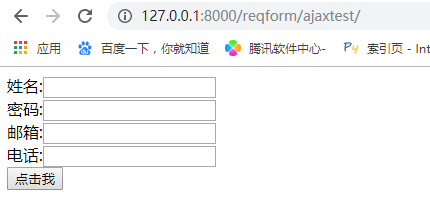 127.0.0.1:8000/reqform/ajaxtest/
应用 百度一下，你就知道 腾讯软件中心- 索引页 - Int
姓名:
密码:
邮箱:
电话:
点击我